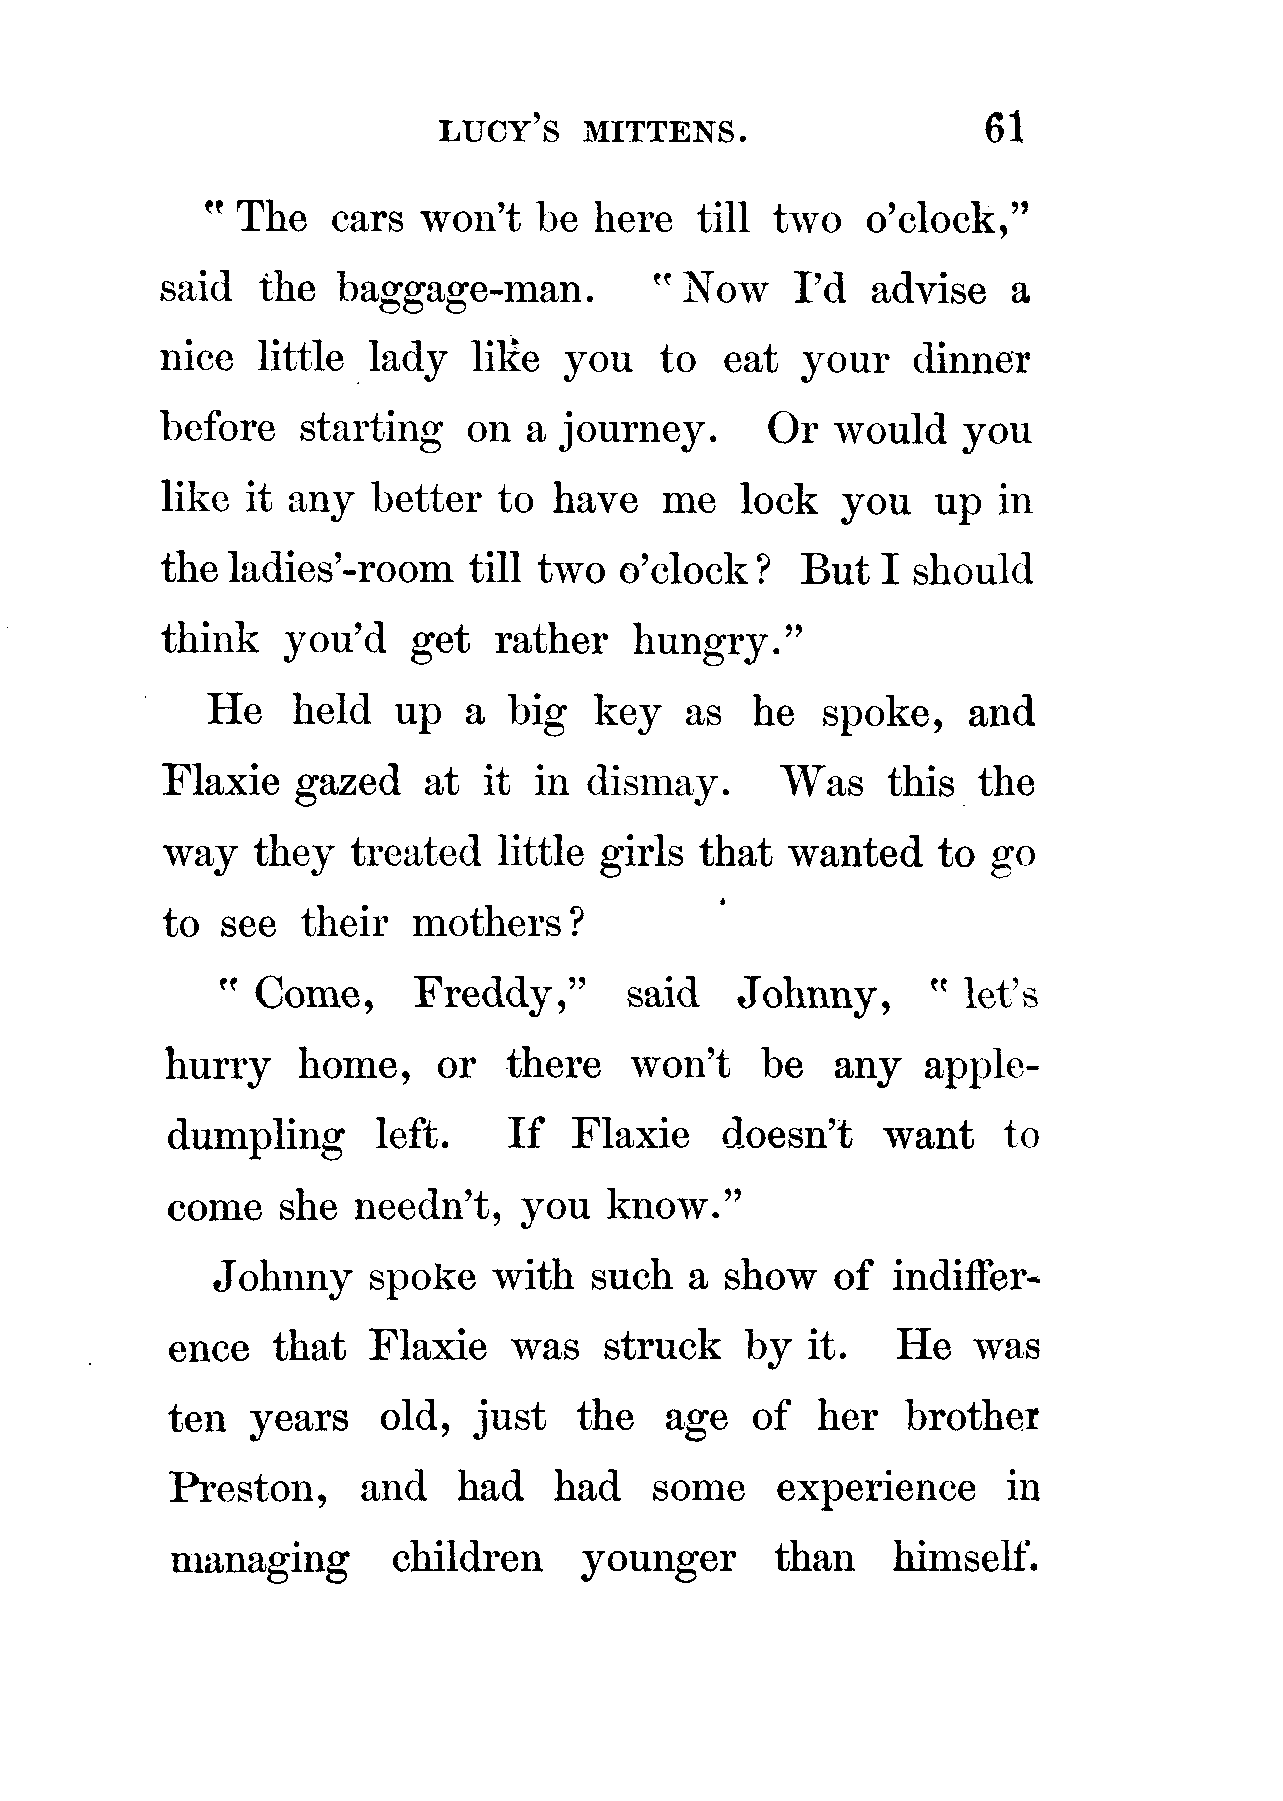 LUCY'S MITTENS. 61
"The cars won't be here till two o'clock,"
said the baggage-man. "Now I'd advise a
nice little lady like you to eat your dinner
before starting on a journey. Or would you
like it any better to have me lock you up in
the ladies'-room till two o'clock? But I should
think you'd get rather hungry."
He held up a big key as he spoke, and
Flaxie gazed at it in dismay. Was this the
way they treated little girls that wanted to go
to see their mothers?
"Come, Freddy," said Johnny, "let's
hurry home, or there won't be any apple-
dumpling left. If Flaxie doesn't want to
come she needn't, you know."
Johnny spoke with such a show of indiffer-
ence that Flaxie was struck by it. He was
ten years old, just the age of her brother
Preston, and had had some experience in
managing children younger than himself.